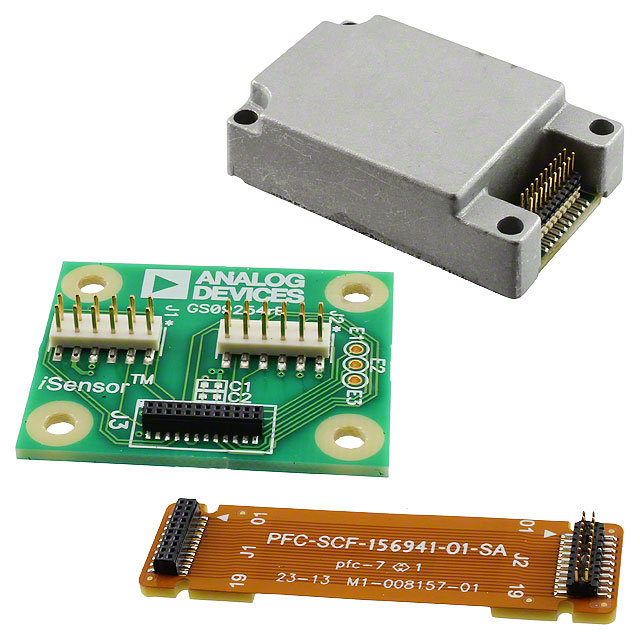 ANALOG
DEVICES
J1*
J2*
E1
E2
E3
iSensor™
C1
C2
J3
01
01
PFC-SCF-156941-01-SA
J1
J2
pfc-7 1
19
19
23-13 M1-008157-01